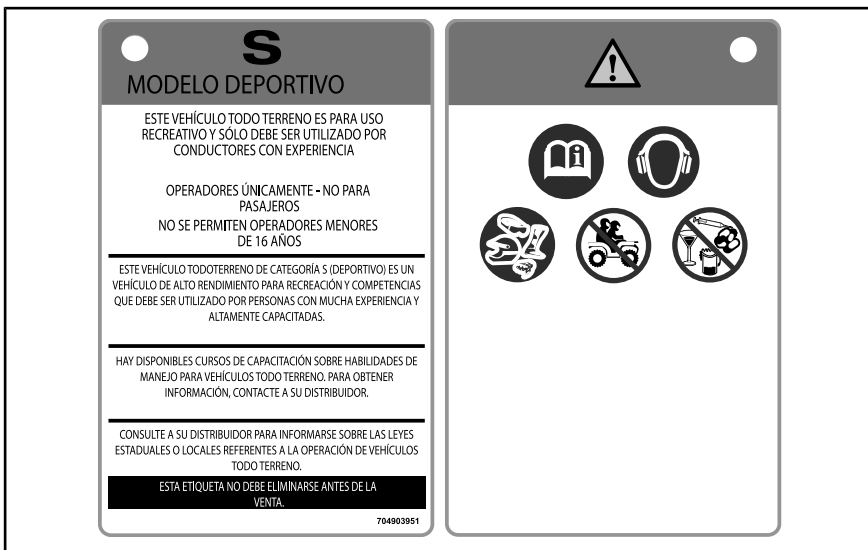 S
MODELO DEPORTIVO
ESTE VEHÍCULO TODO TERRENO ES PARA USO
RECREATIVO Y SÓLO DEBE SER UTILIZADO POR
CONDUCTORES CON EXPERIENCIA
OPERADORES ÚNICAMENTE - NO PARA
PASAJEROS
NO SE PERMITEN OPERADORES MENORES
DE 16 AÑOS
ESTE VEHÍCULO TODOTERRENO DE CATEGORÍA S (DEPORTIVO) ES UN
VEHÍCULO DE ALTO RENDIMIENTO PARA RECREACIÓN Y COMPETENCIAS
QUE DEBE SER UTILIZADO POR PERSONAS CON MUCHA EXPERIENCIA Y
ALTAMENTE CAPACITADAS.
HAY DISPONIBLES CURSOS DE CAPACITACIÓN SOBRE HABILIDADES DE
MANEJO PARA VEHÍCULOS TODO TERRENO. PARA OBTENER
INFORMACIÓN, CONTACTE A SU DISTRIBUIDOR.
CONSULTE A SU DISTRIBUIDOR PARA INFORMARSE SOBRE LAS LEYES
ESTADUALES O LOCALES REFERENTES A LA OPERACIÓN DE VEHÍCULOS
TODO TERRENO.
ESTA ETIQUETA NO DEBE ELIMINARSE ANTES DE LA
VENTA.
704903951